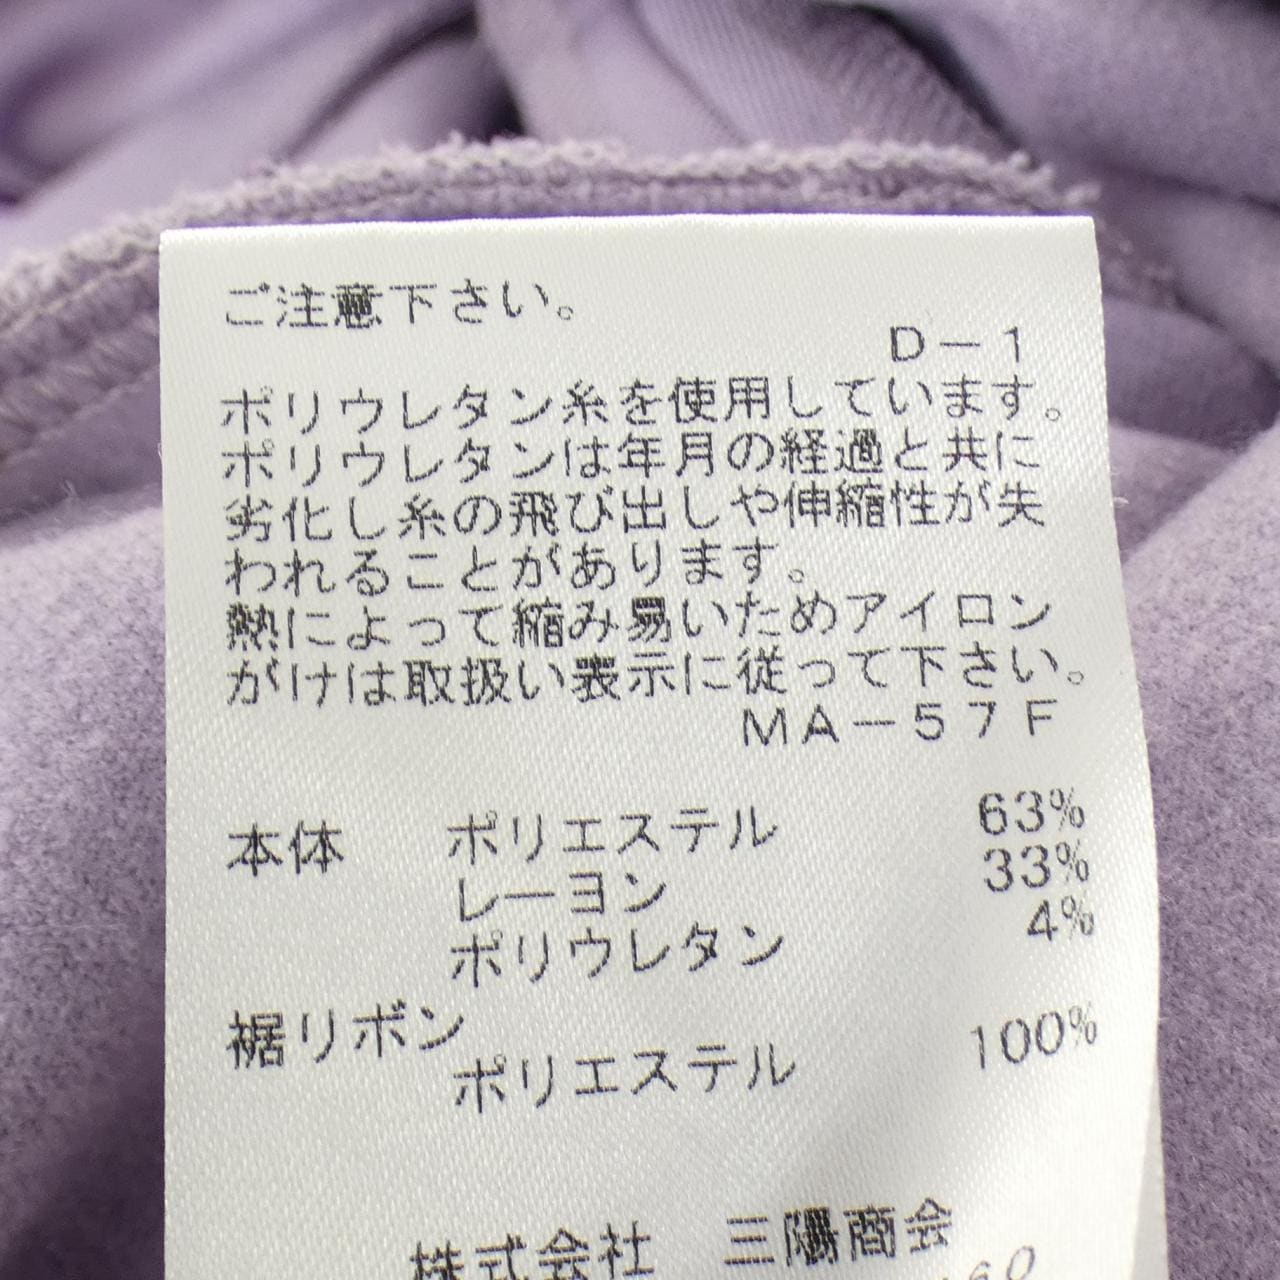 ご注意下さい。
D-1
ポリウレタン糸を使用しています。
ポリウレタンは年月の経過と共に
劣化し糸の飛び出しや伸縮性が失
われることがあります。
熱によって縮み易いためアイロン
がけは取扱い表示に従って下さい。
MA-57F
本体 ポリエステル 63%
レーヨン 33%
ポリウレタン 4%
裾リボン
ポリエステル 100%
株式会社 三陽商会